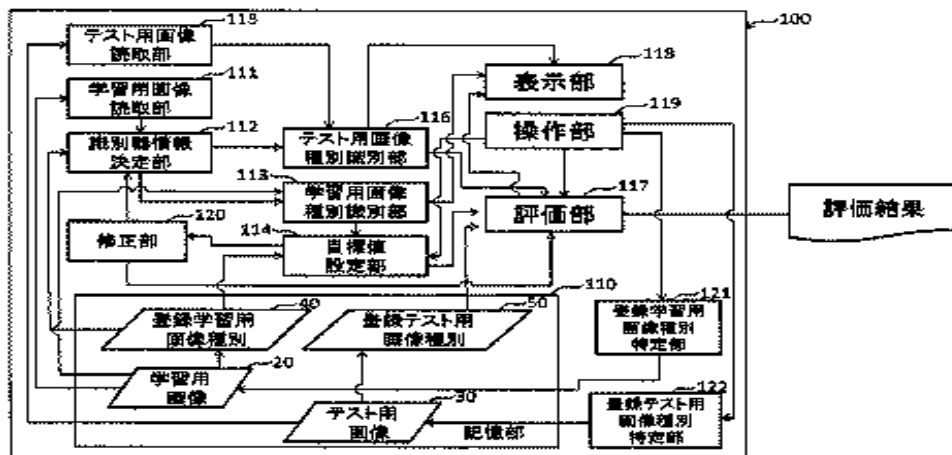 115
テスト用画像
読取部
100
111
学習用画像
読取部
118
表示部
112
識別器情報
決定部
116
テスト用画像
種別識別部
119
操作部
113
学習用画像
種別識別部
117
評価部
評価結果
120
修正部
114
目標値
設定部
110
40
登録学習用
画像種別
50
登録テスト用
画像種別
121
登録学習用
画像種別
特定部
20
学習用
画像
30
テスト用
画像
記憶部
122
登録テスト用
画像種別
特定部